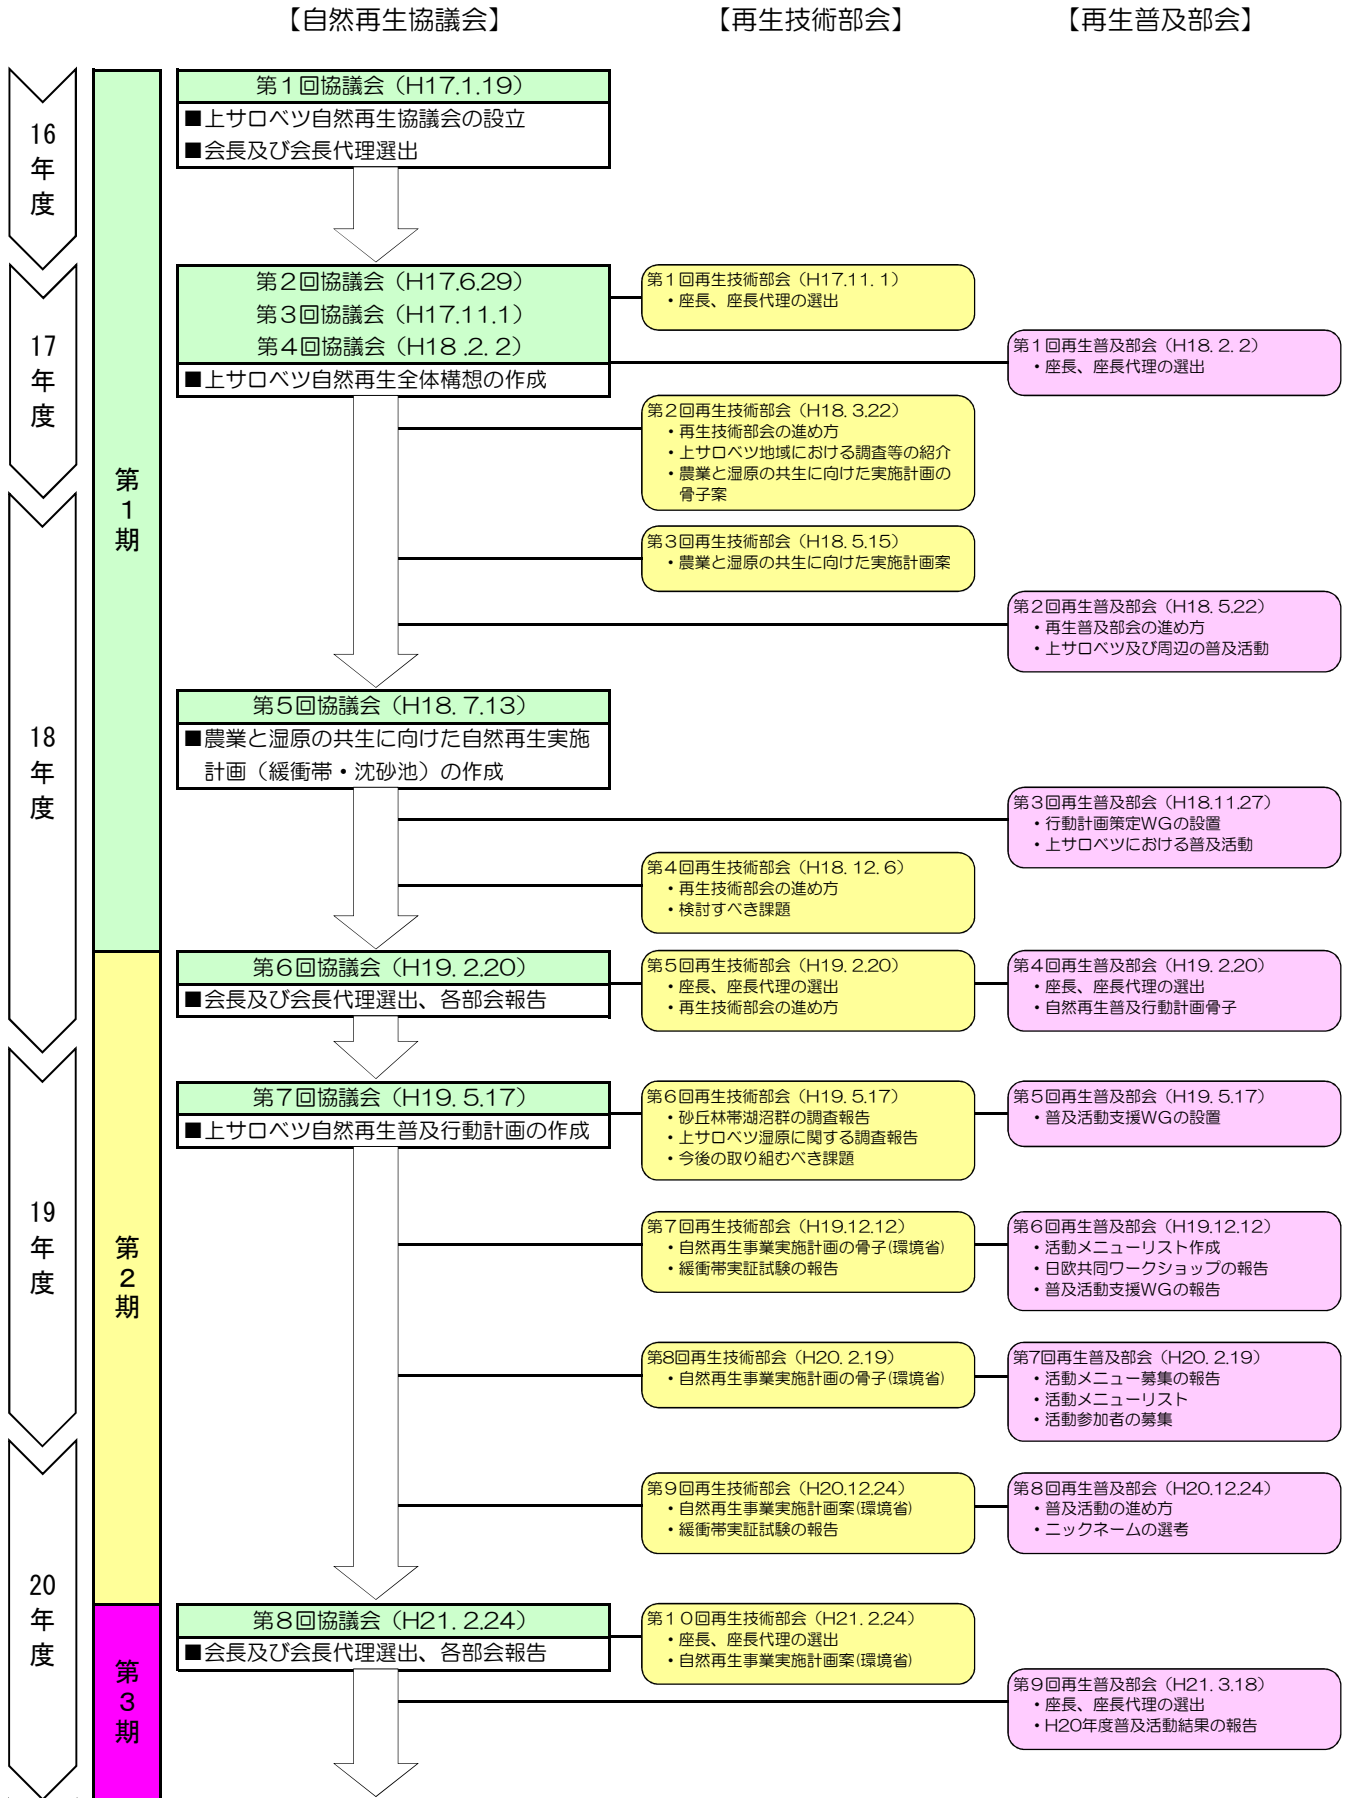 【自然再生協議会】
【再生技術部会】
【再生普及部会】
16年度
17年度
18年度
19年度
20年度
第1期
第2期
第3期
第1回協議会（H17.1.19）
■上サロベツ自然再生協議会の設立
■会長及び会長代理選出
第2回協議会（H17.6.29）
第3回協議会（H17.11.1）
第4回協議会（H18.2.2）
■上サロベツ自然再生全体構想の作成
第1回再生技術部会（H17.11.1）
・座長、座長代理の選出
第1回再生普及部会（H18.2.2）
・座長、座長代理の選出
第2回再生技術部会（H18.3.22）
・再生技術部会の進め方
・上サロベツ地域における調査等の紹介
・農業と湿原の共生に向けた実施計画の
骨子案
第3回再生技術部会（H18.5.15）
・農業と湿原の共生に向けた実施計画案
第2回再生普及部会（H18.5.22）
・再生普及部会の進め方
・上サロベツ及び周辺の普及活動
第5回協議会（H18.7.13）
■農業と湿原の共生に向けた自然再生実施
計画（緩衝帯・沈砂池）の作成
第3回再生普及部会（H18.11.27）
・行動計画策定WGの設置
・上サロベツにおける普及活動
第4回再生技術部会（H18.12.6）
・再生技術部会の進め方
・検討すべき課題
第6回協議会（H19.2.20）
■会長及び会長代理選出、各部会報告
第5回再生技術部会（H19.2.20）
・座長、座長代理の選出
・再生技術部会の進め方
第4回再生普及部会（H19.2.20）
・座長、座長代理の選出
・自然再生普及行動計画骨子
第7回協議会（H19.5.17）
■上サロベツ自然再生普及行動計画の作成
第6回再生技術部会（H19.5.17）
・砂丘林帯湖沼群の調査報告
・上サロベツ湿原に関する調査報告
・今後の取り組むべき課題
第5回再生普及部会（H19.5.17）
・普及活動支援WGの設置
第7回再生技術部会（H19.12.12）
・自然再生事業実施計画の骨子(環境省)
・緩衝帯実証試験の報告
第6回再生普及部会（H19.12.12）
・活動メニューリスト作成
・日欧共同ワークショップの報告
・普及活動支援WGの報告
第8回再生技術部会（H20.2.19）
・自然再生事業実施計画の骨子(環境省)
第7回再生普及部会（H20.2.19）
・活動メニュー募集の報告
・活動メニューリスト
・活動参加者の募集
第9回再生技術部会（H20.12.24）
・自然再生事業実施計画案(環境省)
・緩衝帯実証試験の報告
第8回再生普及部会（H20.12.24）
・普及活動の進め方
・ニックネームの選考
第8回協議会（H21.2.24）
■会長及び会長代理選出、各部会報告
第10回再生技術部会（H21.2.24）
・座長、座長代理の選出
・自然再生事業実施計画案(環境省)
第9回再生普及部会（H21.3.18）
・座長、座長代理の選出
・H20年度普及活動結果の報告